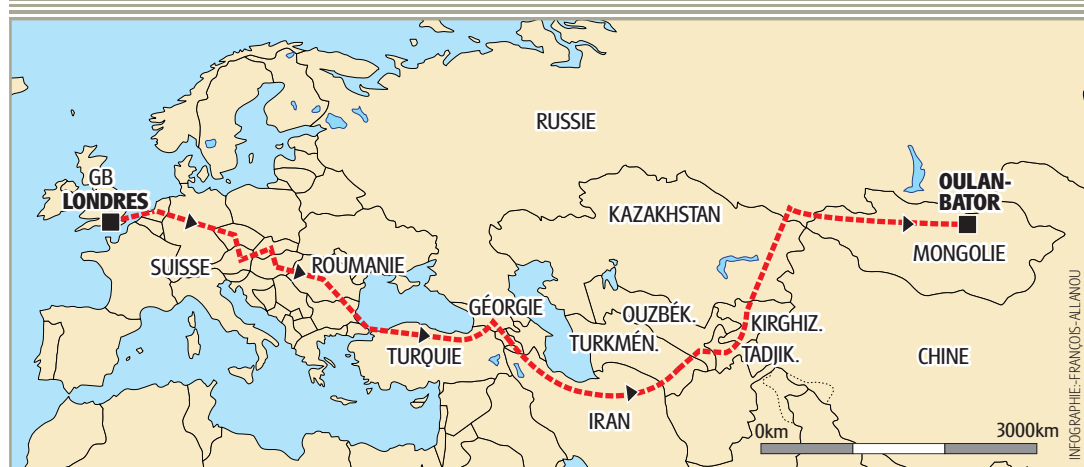 RUSSIE
GB
LONDRES
OULAN-
BATOR
KAZAKHSTAN
MONGOLIE
SUISSE
ROUMANIE
GÉORGIE
OUZBÉK.
KIRGHIZ.
TURKMÉN.
TADJIK.
TURQUIE
CHINE
IRAN
0km
3000km
INFOGRAPHIE-FRANÇOIS-ALLANOU